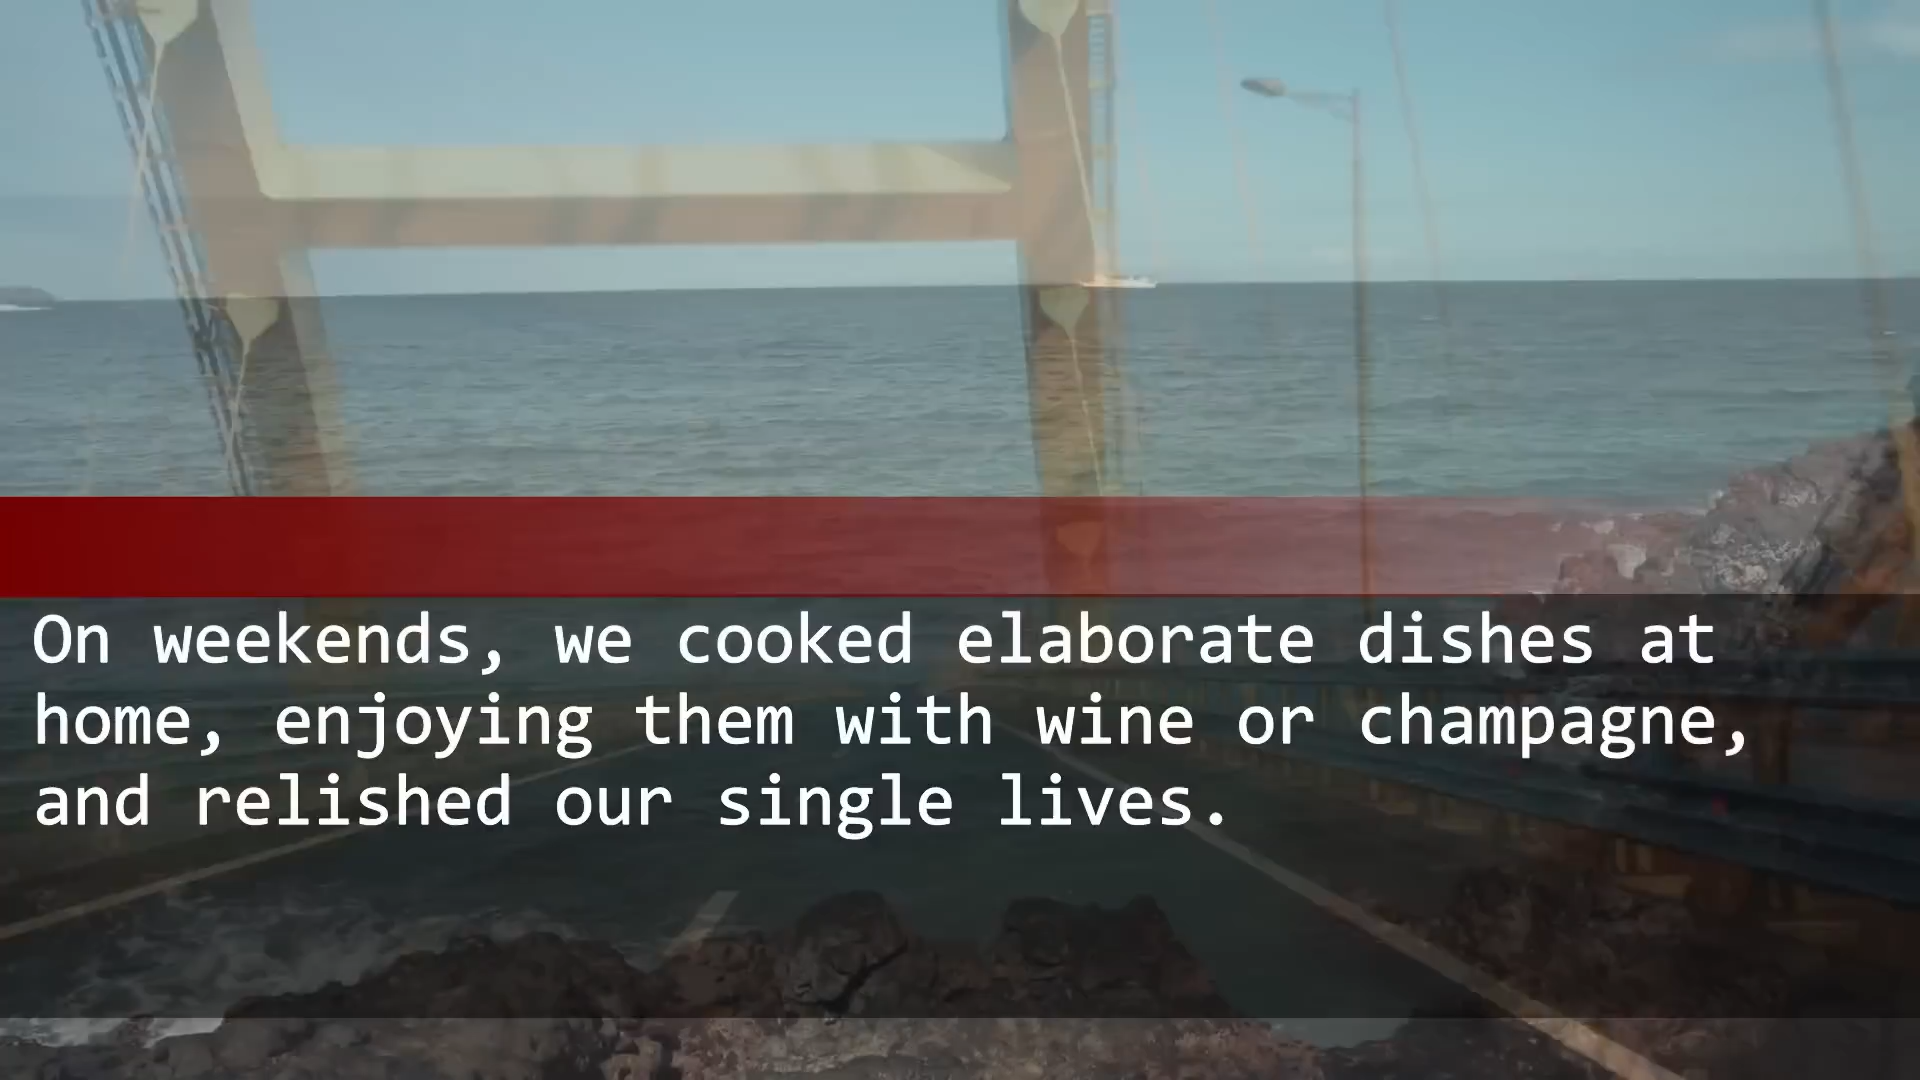 On weekends, we cooked elaborate dishes at
home, enjoying them with wine or champagne,
and relished our single lives.